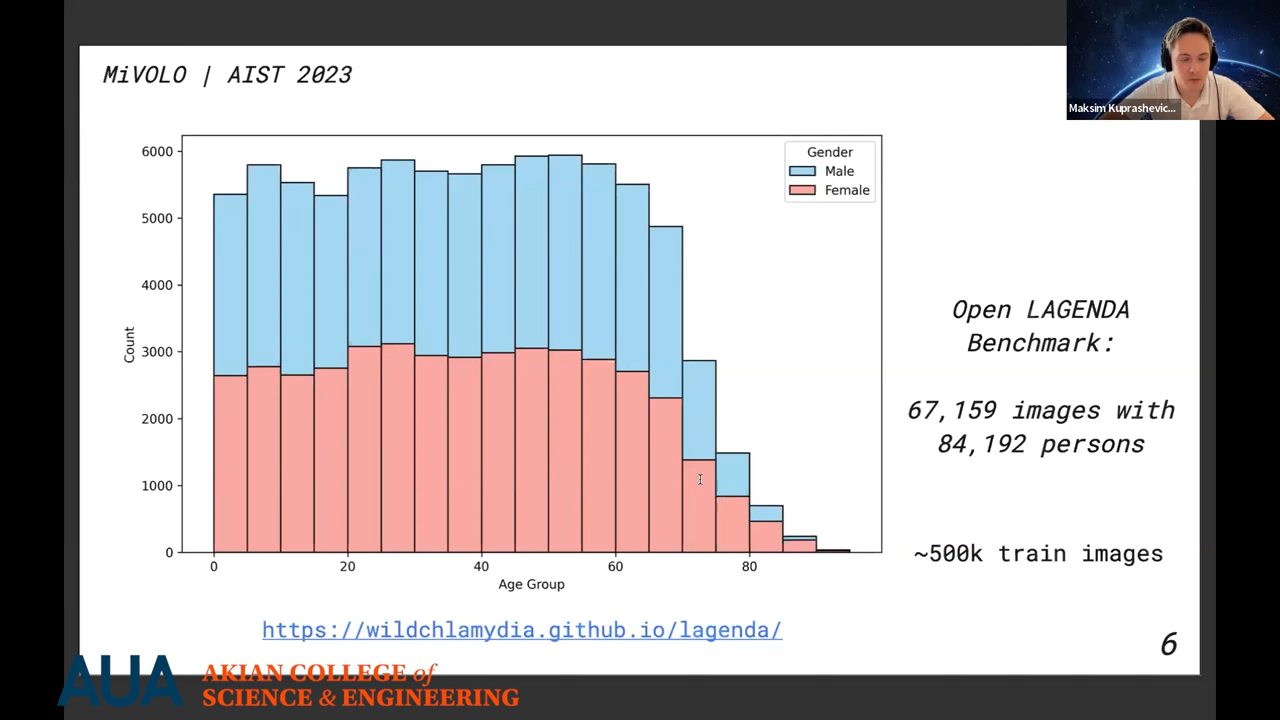 MiVOLO | AIST 2023
Maksim Kuprashevic...
Gender
Male
Female
6000
5000
4000
3000
2000
1000
0
Count
0 20 40 60 80
Age Group
Open LAGENDA
Benchmark:
67,159 images with
84,192 persons
~500k train images
https://wildchlamydia.github.io/lagenda/
6
AUA
AKIAN COLLEGE of
SCIENCE & ENGINEERING